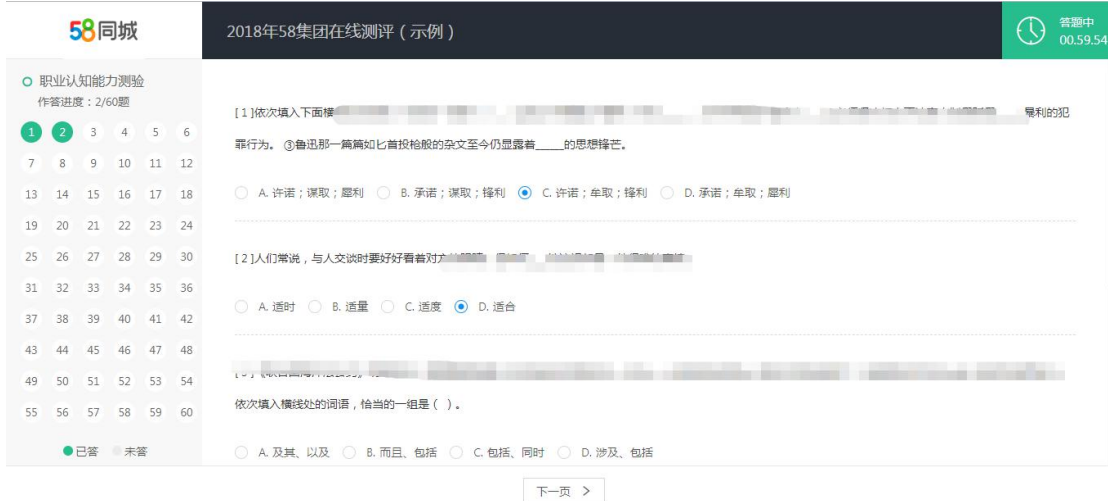 58同城
2018年58集团在线测评（示例）
答题中
00.59.54
职业认知能力测验
作答进度：2/60题
1 2 3 4 5 6
7 8 9 10 11 12
13 14 15 16 17 18
19 20 21 22 23 24
25 26 27 28 29 30
31 32 33 34 35 36
37 38 39 40 41 42
43 44 45 46 47 48
49 50 51 52 53 54
55 56 57 58 59 60
已答 未答
[ 1 ]依次填入下面横 暴利的犯
罪行为。 ③鲁迅那一篇篇如匕首投枪般的杂文至今仍显露着_____的思想锋芒。
A. 许诺；谋取；犀利 B. 承诺；谋取；锋利 C. 许诺；牟取；锋利 D. 承诺；牟取；犀利
[ 2 ]人们常说，与人交谈时要好好看着对方
A. 适时 B. 适量 C. 适度 D. 适合
依次填入横线处的词语，恰当的一组是（ ）。
A. 及其、以及 B. 而且、包括 C. 包括、同时 D. 涉及、包括
下一页 >